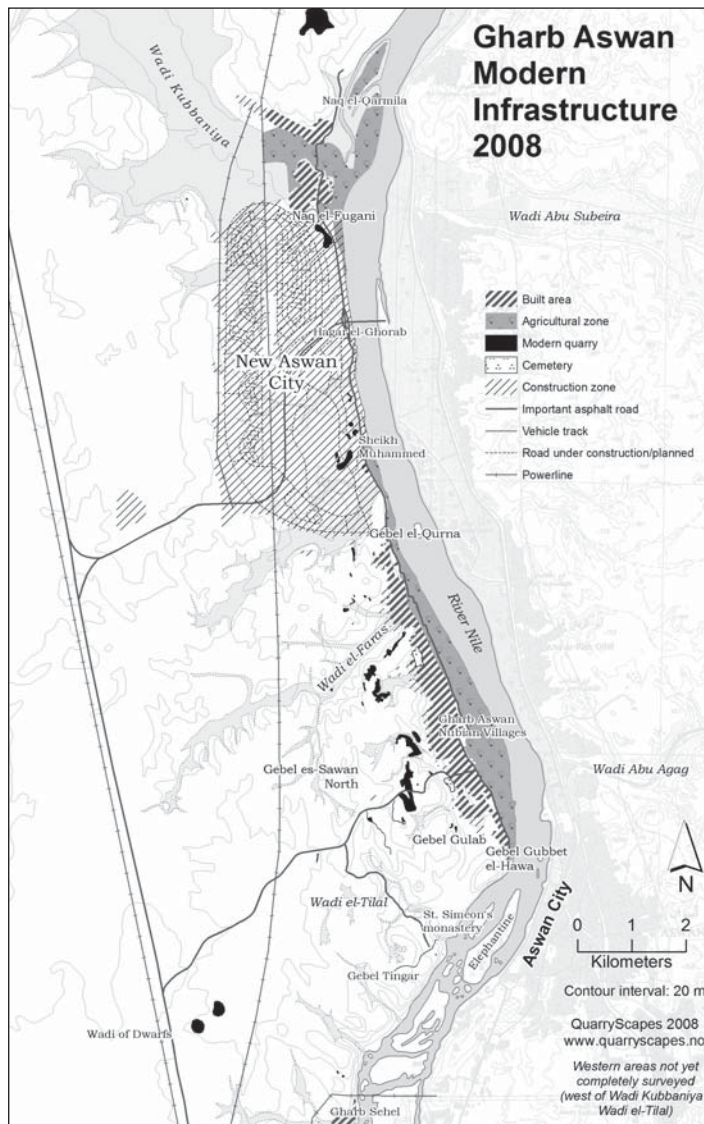 Gharb Aswan
Modern
Infrastructure
2008
Wadi Kubbaniya
Naq el-Qarmila
Wadi Abu Subeira
Naq el-Fugani
Built area
Agricultural zone
Modern quarry
Cemetery
Construction zone
Important asphalt road
Vehicle track
Road under construction/planned
Powerline
Hagar el-Ghorab
New Aswan
City
Sheikh
Muhammed
Gebel el-Qurna
River Nile
Wadi el-Faras
Gharb Aswan
Nubian Villages
Wadi Abu Agag
Gebel es-Sawan
North
Gebel Gulab
Gebel Gubbet
el-Hawa
N
Wadi el-Tilal
St. Simeon's
monastery
Elephantine
Aswan City
0 1 2
Kilometers
Gebel Tingar
Contour interval: 20 m
QuarryScapes 2008
www.quarryscapes.no
Wadi of Dwarfs
Western areas not yet
completely surveyed
(west of Wadi Kubbaniya
Wadi el-Tilal)
Gharb Sehel